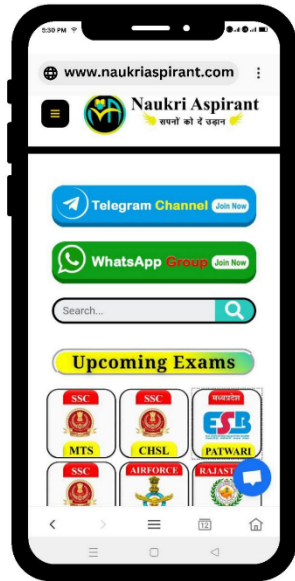 5:30 PM
www.naukriaspirant.com
Naukri Aspirant
सपनों को दें उड़ान
Telegram Channel Join Now
WhatsApp Group Join Now
Search...
Upcoming Exams
SSC SSC मध्यप्रदेश
ESB
MTS CHSL PATWARI
SSC AIRFORCE RAJAST
12